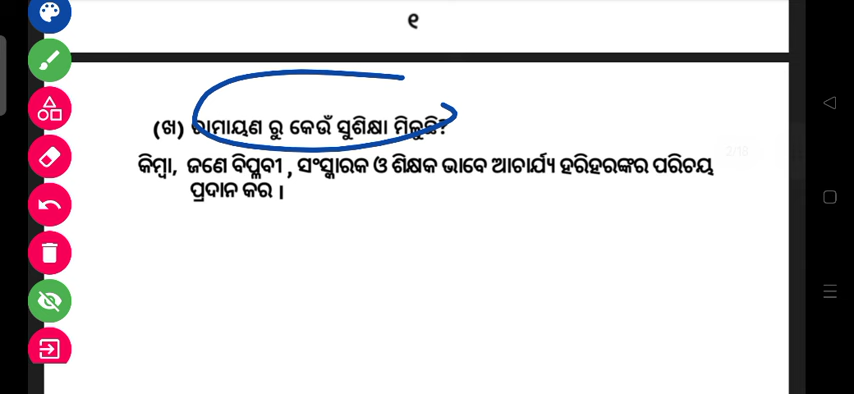 ୧
(ଖ) ରାମାୟଣ ରୁ କେଉଁ ସୁଶିକ୍ଷା ମିଳୁଛି?
କିମ୍ବା, ଜଣେ ବିପ୍ଳବୀ , ସଂସ୍କାରକ ଓ ଶିକ୍ଷକ ଭାବେ ଆଚାର୍ଯ୍ୟ ହରିହରଙ୍କର ପରିଚୟ
ପ୍ରଦାନ କର ।